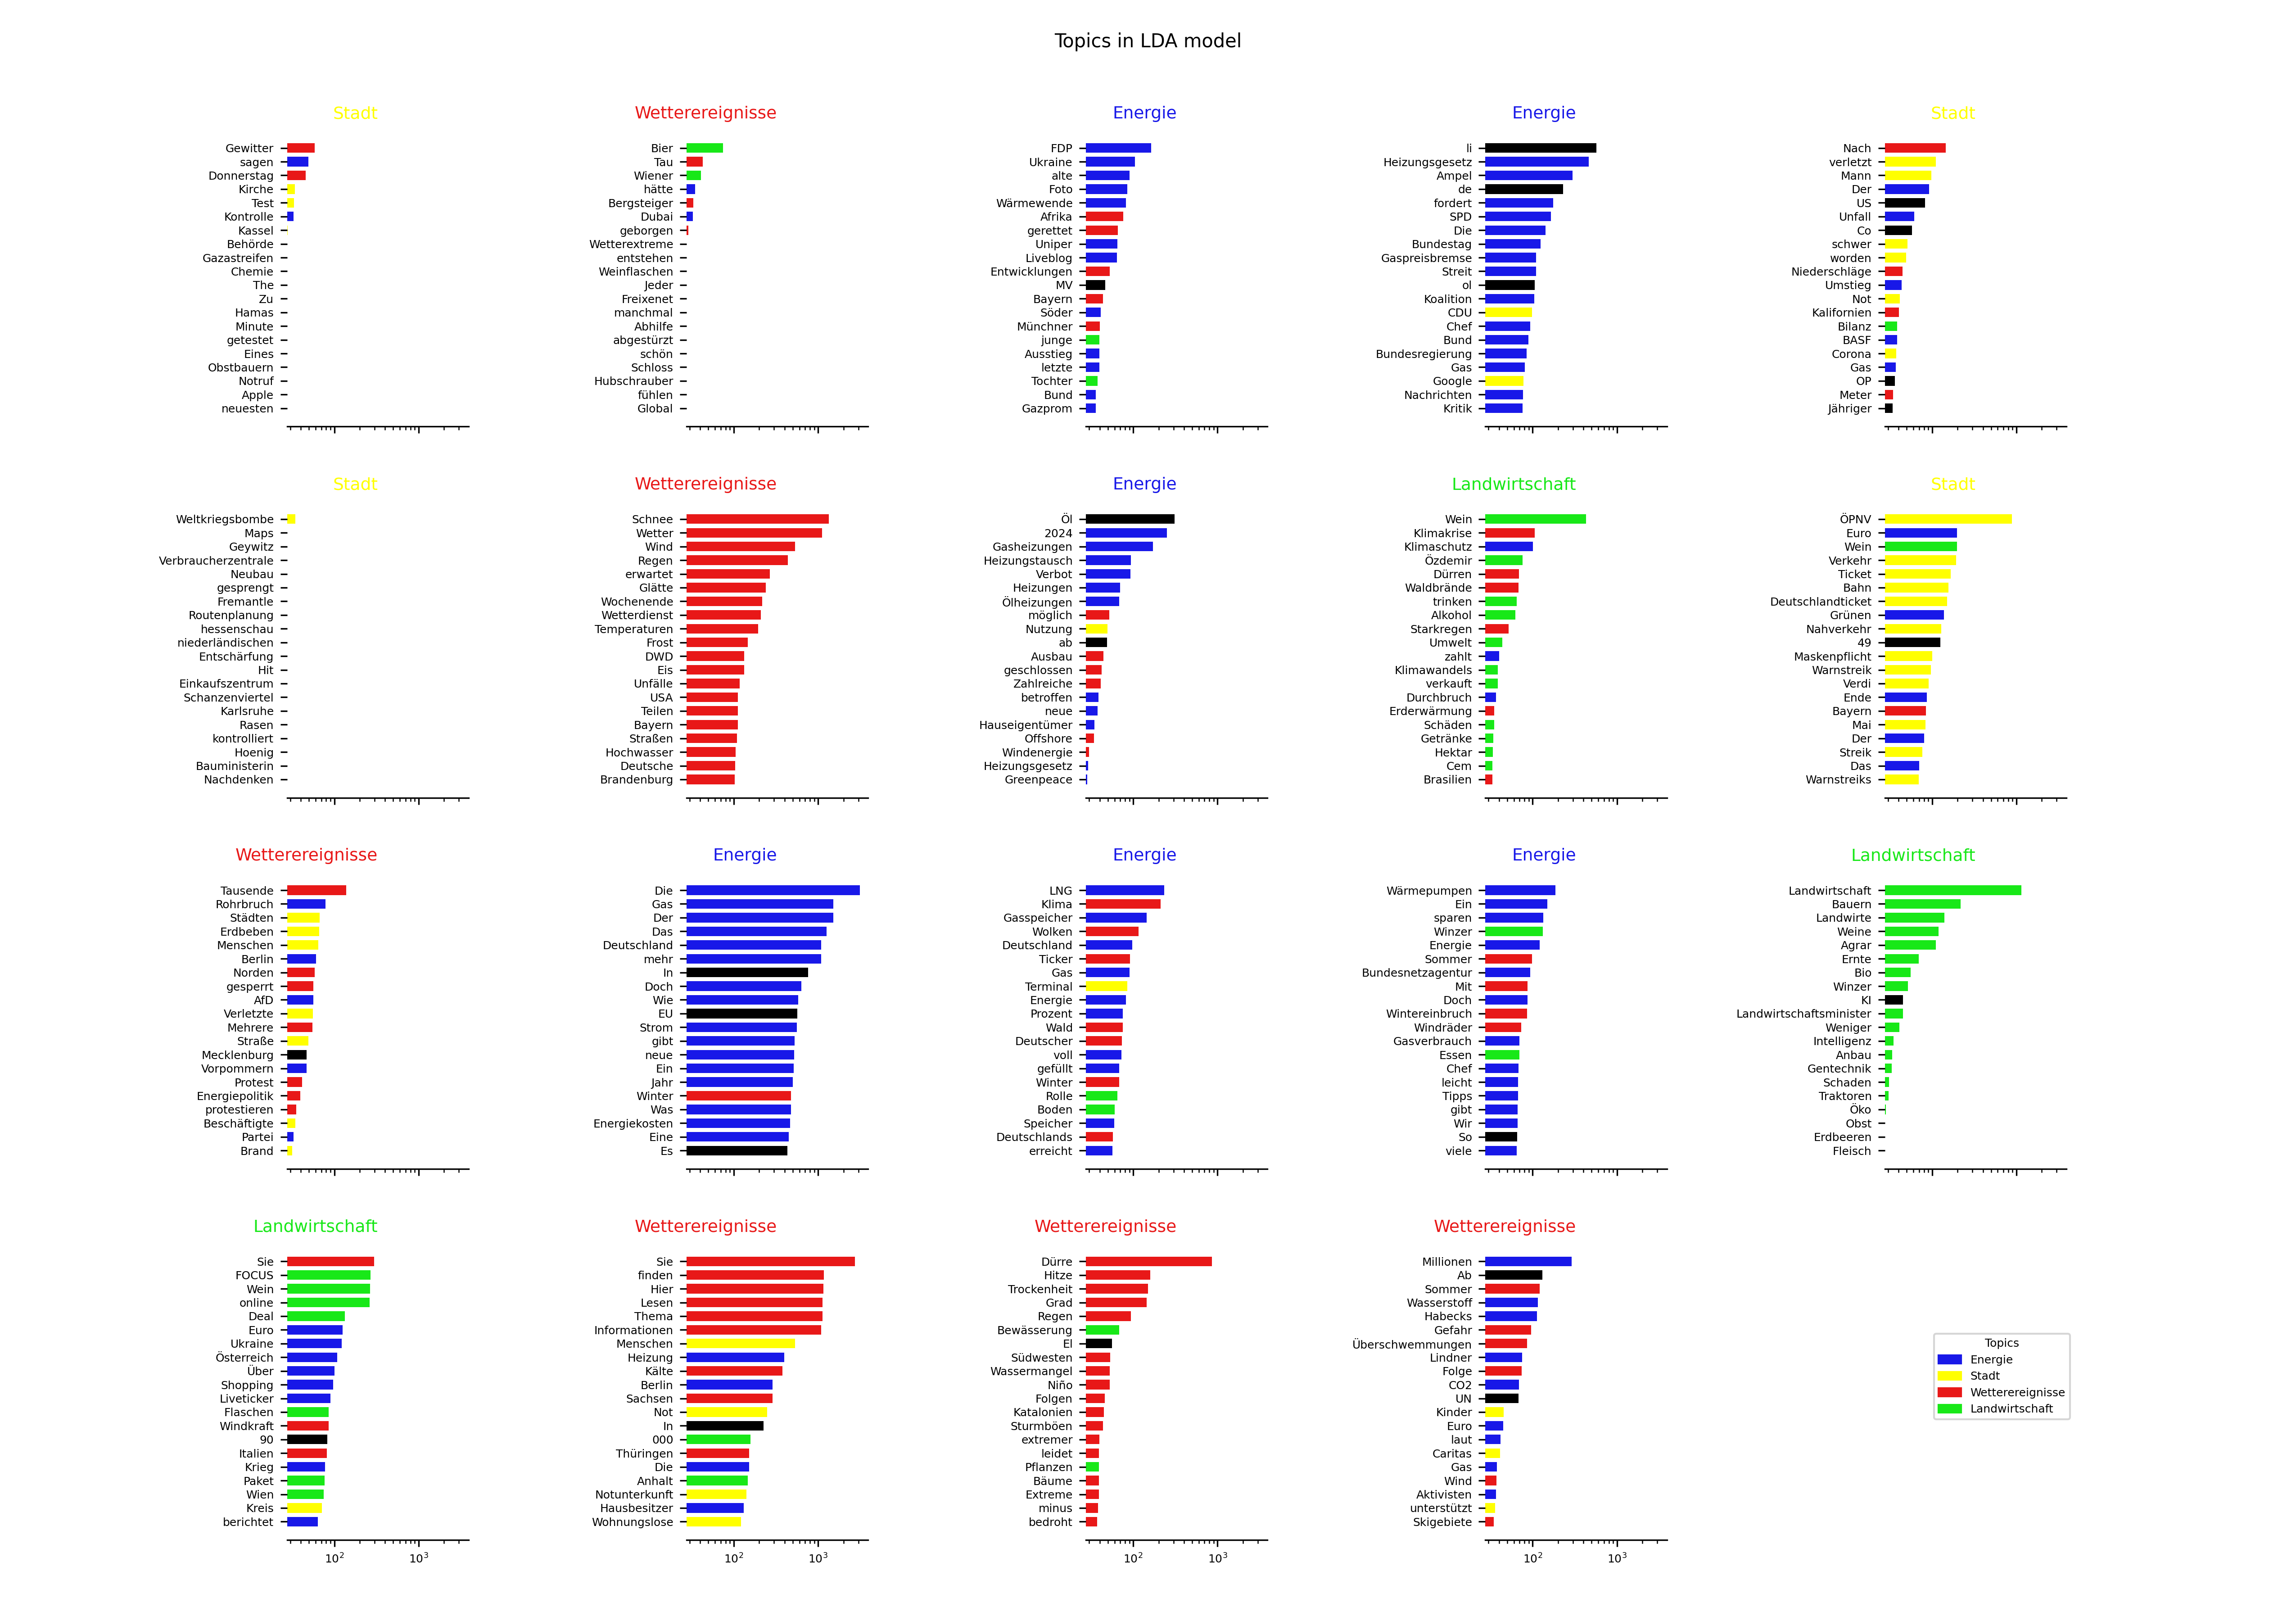 Topics in LDA model
Stadt
Gewitter
sagen
Donnerstag
Kirche
Test
Kontrolle
Kassel
Behörde
Gazastreifen
Chemie
The
Zu
Hamas
Minute
getestet
Eines
Obstbauern
Notruf
Apple
neuesten
Wetterereignisse
Bier
Tau
Wiener
hätte
Bergsteiger
Dubai
geborgen
Wetterextreme
entstehen
Weinflaschen
Jeder
Freixenet
manchmal
Abhilfe
abgestürzt
schön
Schloss
Hubschrauber
fühlen
Global
Energie
FDP
Ukraine
alte
Foto
Wärmewende
Afrika
gerettet
Uniper
Liveblog
Entwicklungen
MV
Bayern
Söder
Münchner
junge
Ausstieg
letzte
Tochter
Bund
Gazprom
Energie
li
Heizungsgesetz
Ampel
de
fordert
SPD
Die
Bundestag
Gaspreisbremse
Streit
ol
Koalition
CDU
Chef
Bund
Bundesregierung
Gas
Google
Nachrichten
Kritik
Stadt
Nach
verletzt
Mann
Der
US
Unfall
Co
schwer
worden
Niederschläge
Umstieg
Not
Kalifornien
Bilanz
BASF
Corona
Gas
OP
Meter
Jähriger
Stadt
Weltkriegsbombe
Maps
Geywitz
Verbraucherzentrale
Neubau
gesprengt
Fremantle
Routenplanung
hessenschau
niederländischen
Entschärfung
Hit
Einkaufszentrum
Schanzenviertel
Karlsruhe
Rasen
kontrolliert
Hoenig
Bauministerin
Nachdenken
Wetterereignisse
Schnee
Wetter
Wind
Regen
erwartet
Glätte
Wochenende
Wetterdienst
Temperaturen
Frost
DWD
Eis
Unfälle
USA
Teilen
Bayern
Straßen
Hochwasser
Deutsche
Brandenburg
Energie
Öl
2024
Gasheizungen
Heizungstausch
Verbot
Heizungen
Ölheizungen
möglich
Nutzung
ab
Ausbau
geschlossen
Zahlreiche
betroffen
neue
Hauseigentümer
Offshore
Windenergie
Heizungsgesetz
Greenpeace
Landwirtschaft
Wein
Klimakrise
Klimaschutz
Özdemir
Dürren
Waldbrände
trinken
Alkohol
Starkregen
Umwelt
zahlt
Klimawandels
verkauft
Durchbruch
Erderwärmung
Schäden
Getränke
Hektar
Cem
Brasilien
Stadt
ÖPNV
Euro
Wein
Verkehr
Ticket
Bahn
Deutschlandticket
Grünen
Nahverkehr
49
Maskenpflicht
Warnstreik
Verdi
Ende
Bayern
Mai
Der
Streik
Das
Warnstreiks
Wetterereignisse
Tausende
Rohrbruch
Städten
Erdbeben
Menschen
Berlin
Norden
gesperrt
AfD
Verletzte
Mehrere
Straße
Mecklenburg
Vorpommern
Protest
Energiepolitik
protestieren
Beschäftigte
Partei
Brand
Energie
Die
Gas
Der
Das
Deutschland
mehr
In
Doch
Wie
EU
Strom
gibt
neue
Ein
Jahr
Winter
Was
Energiekosten
Eine
Es
Energie
LNG
Klima
Gasspeicher
Wolken
Deutschland
Ticker
Gas
Terminal
Energie
Prozent
Wald
Deutscher
voll
gefüllt
Winter
Rolle
Boden
Speicher
Deutschlands
erreicht
Energie
Wärmepumpen
Ein
sparen
Winzer
Energie
Sommer
Bundesnetzagentur
Mit
Doch
Wintereinbruch
Windräder
Gasverbrauch
Essen
Chef
leicht
Tipps
gibt
Wir
So
viele
Landwirtschaft
Landwirtschaft
Bauern
Landwirte
Weine
Agrar
Ernte
Bio
Winzer
KI
Landwirtschaftsminister
Weniger
Intelligenz
Anbau
Gentechnik
Schaden
Traktoren
Öko
Obst
Erdbeeren
Fleisch
Landwirtschaft
Sie
FOCUS
Wein
online
Deal
Euro
Ukraine
Österreich
Über
Shopping
Liveticker
Flaschen
Windkraft
90
Italien
Krieg
Paket
Wien
Kreis
berichtet
10² 10³
Wetterereignisse
Sie
finden
Hier
Lesen
Thema
Informationen
Menschen
Heizung
Kälte
Berlin
Sachsen
Not
In
000
Thüringen
Die
Anhalt
Notunterkunft
Hausbesitzer
Wohnungslose
10² 10³
Wetterereignisse
Dürre
Hitze
Trockenheit
Grad
Regen
Bewässerung
El
Südwesten
Wassermangel
Niño
Folgen
Katalonien
Sturmböen
extremer
leidet
Pflanzen
Bäume
Extreme
minus
bedroht
10² 10³
Wetterereignisse
Millionen
Ab
Sommer
Wasserstoff
Habecks
Gefahr
Überschwemmungen
Lindner
Folge
CO2
UN
Kinder
Euro
laut
Caritas
Gas
Wind
Aktivisten
unterstützt
Skigebiete
10² 10³
Topics
Energie
Stadt
Wetterereignisse
Landwirtschaft